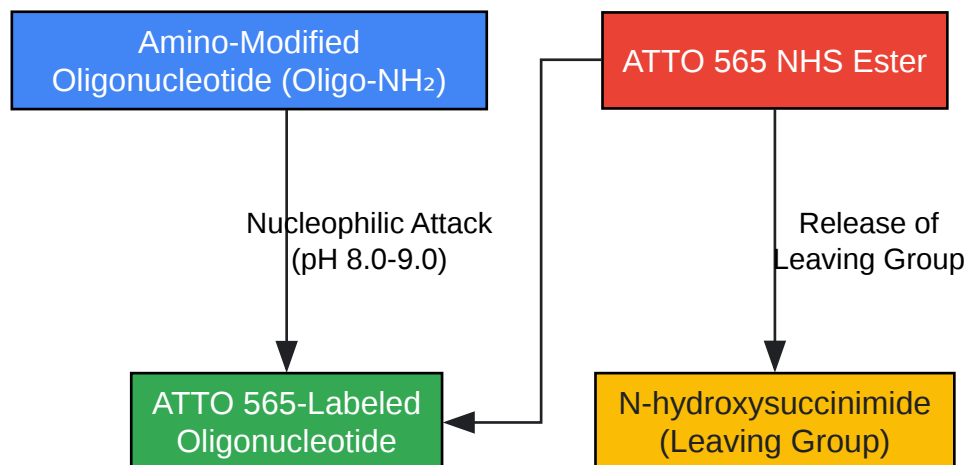 Amino-Modified
Oligonucleotide (Oligo-NH₂)
ATTO 565 NHS Ester
Nucleophilic Attack
(pH 8.0-9.0)
Release of
Leaving Group
ATTO 565-Labeled
Oligonucleotide
N-hydroxysuccinimide
(Leaving Group)